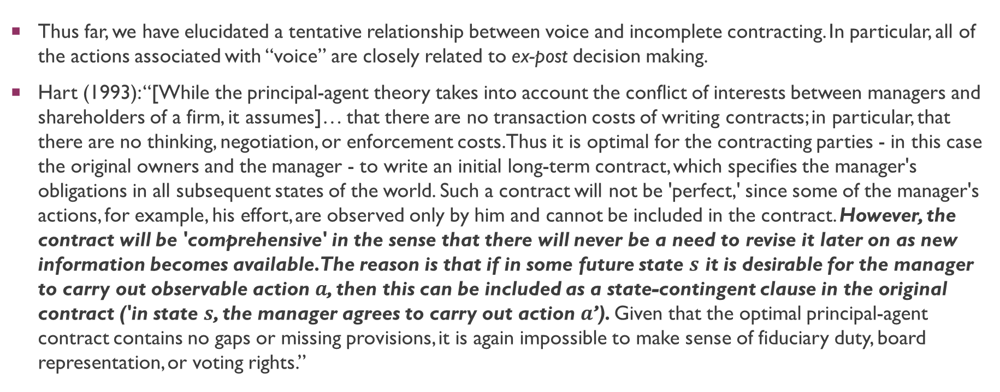 ▪ Thus far, we have elucidated a tentative relationship between voice and incomplete contracting. In particular, all of
the actions associated with “voice” are closely related to ex-post decision making.
▪ Hart (1993): “[While the principal-agent theory takes into account the conflict of interests between managers and
shareholders of a firm, it assumes]… that there are no transaction costs of writing contracts; in particular, that
there are no thinking, negotiation, or enforcement costs. Thus it is optimal for the contracting parties - in this case
the original owners and the manager - to write an initial long-term contract, which specifies the manager's
obligations in all subsequent states of the world. Such a contract will not be 'perfect,' since some of the manager's
actions, for example, his effort, are observed only by him and cannot be included in the contract. However, the
contract will be 'comprehensive' in the sense that there will never be a need to revise it later on as new
information becomes available. The reason is that if in some future state s it is desirable for the manager
to carry out observable action a, then this can be included as a state-contingent clause in the original
contract ('in state s, the manager agrees to carry out action a’). Given that the optimal principal-agent
contract contains no gaps or missing provisions, it is again impossible to make sense of fiduciary duty, board
representation, or voting rights.”